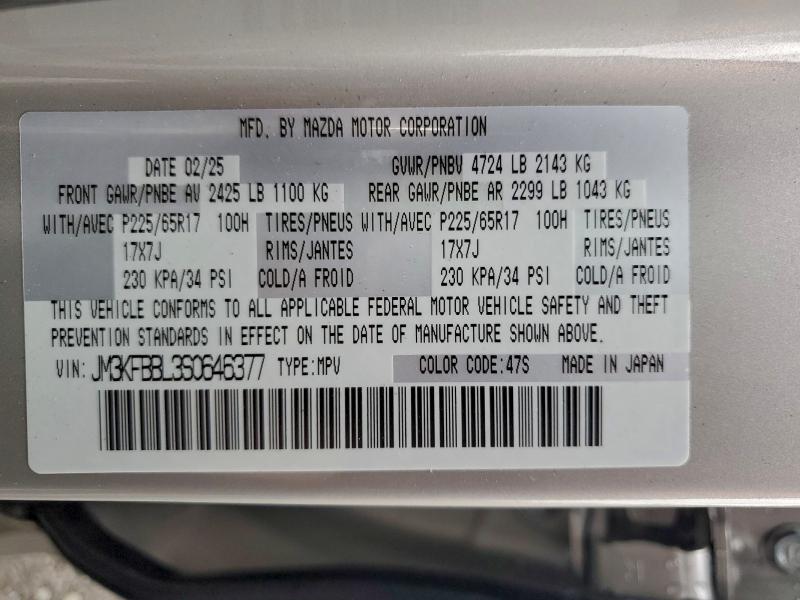 MFD. BY MAZDA MOTOR CORPORATION
DATE 02/25 GVWR/PNBV 4724 LB 2143 KG
FRONT GAWR/PNBE AV 2425 LB 1100 KG REAR GAWR/PNBE AR 2299 LB 1043 KG
WITH/AVEC P225/65R17 100H TIRES/PNEUS WITH/AVEC P225/65R17 100H TIRES/PNEUS
17X7J RIMS/JANTES 17X7J RIMS/JANTES
230 KPA/34 PSI COLD/A FROID 230 KPA/34 PSI COLD/A FROID
THIS VEHICLE CONFORMS TO ALL APPLICABLE FEDERAL MOTOR VEHICLE SAFETY AND THEFT
PREVENTION STANDARDS IN EFFECT ON THE DATE OF MANUFACTURE SHOWN ABOVE.
VIN: JM3KFBBL3S0646377 TYPE:MPV COLOR CODE:47S MADE IN JAPAN